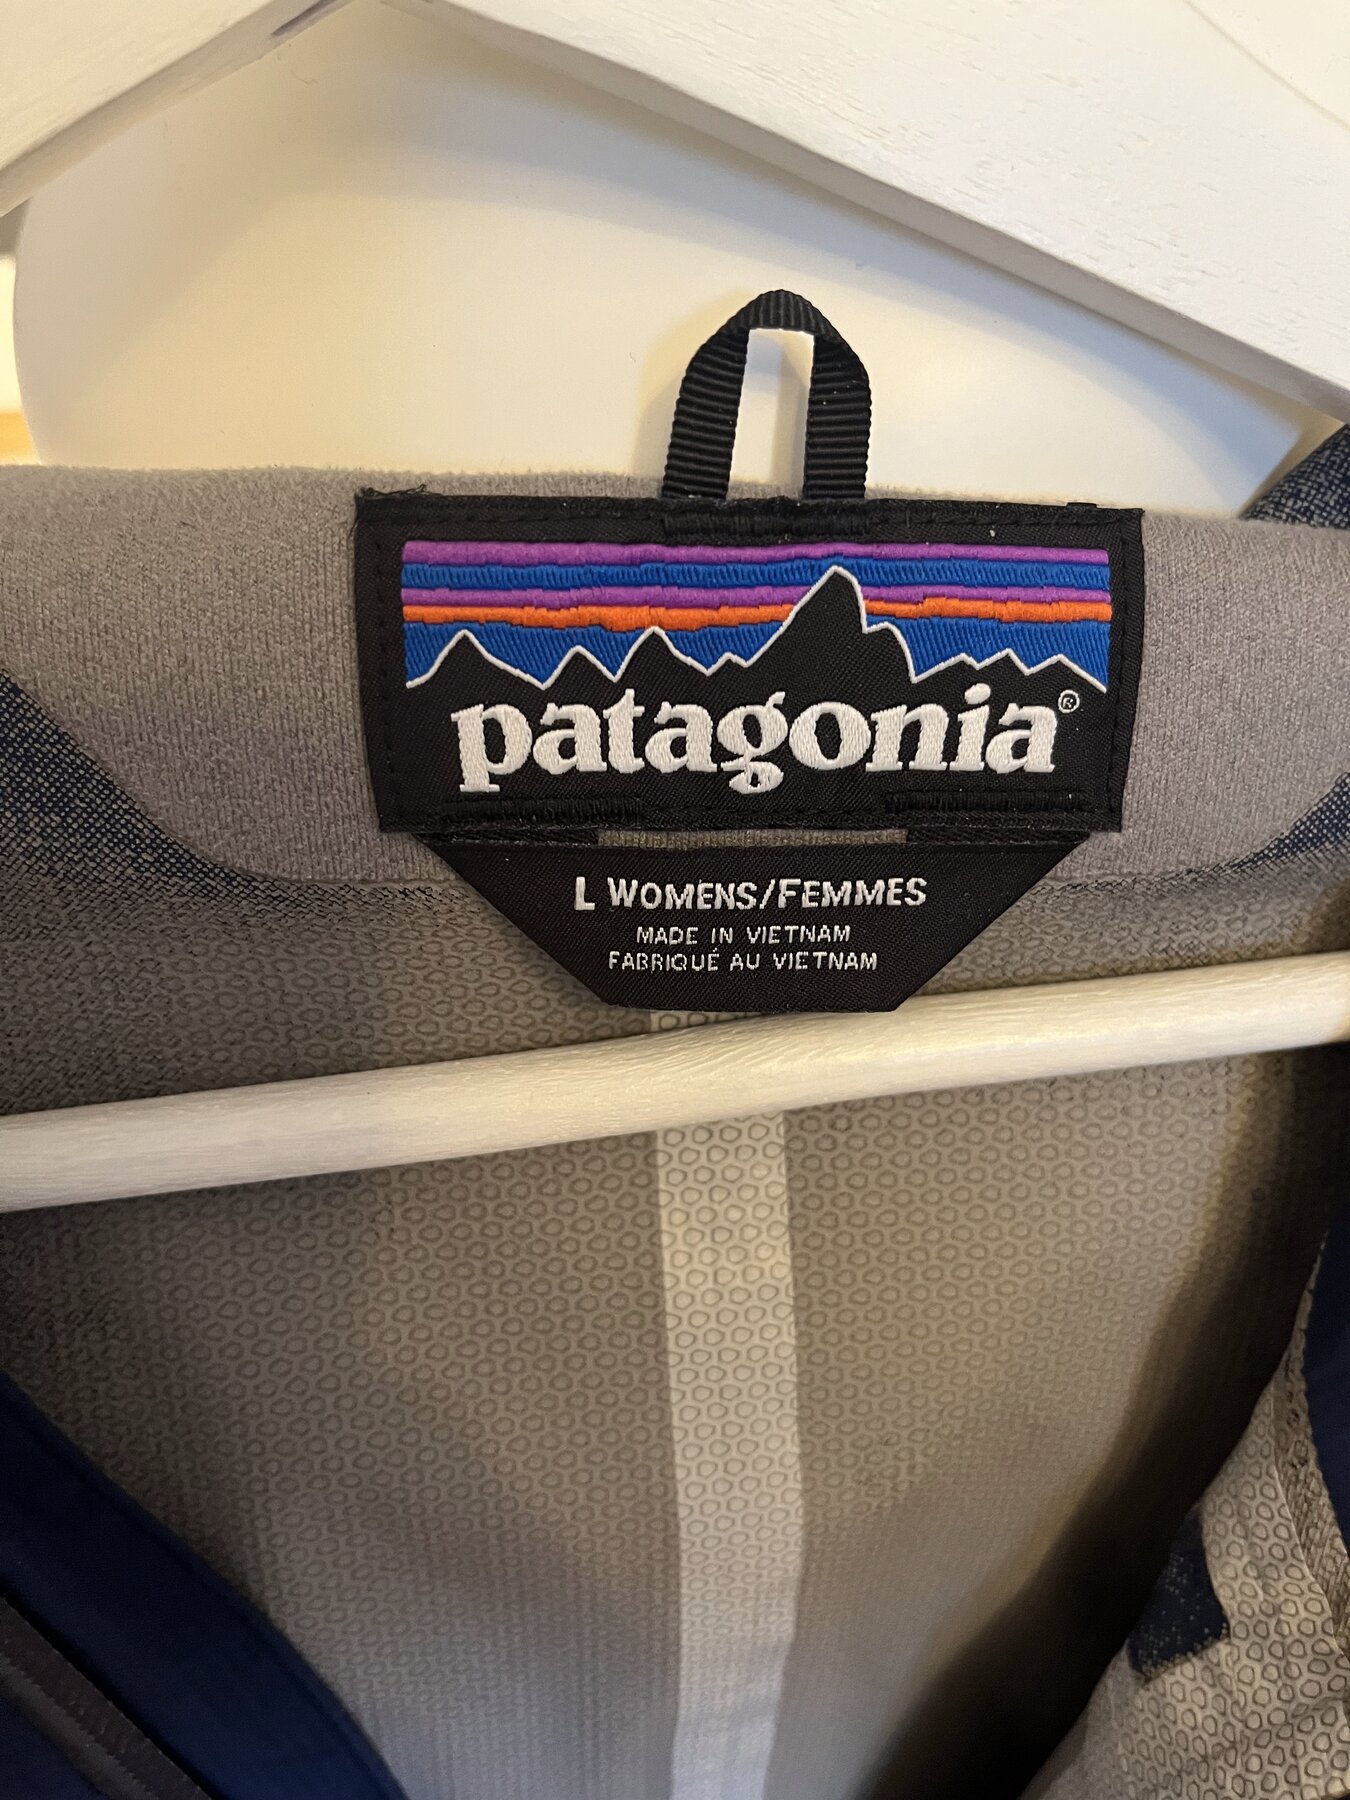 patagonia®
L WOMENS/FEMMES
MADE IN VIETNAM
FABRIQUÉ AU VIETNAM